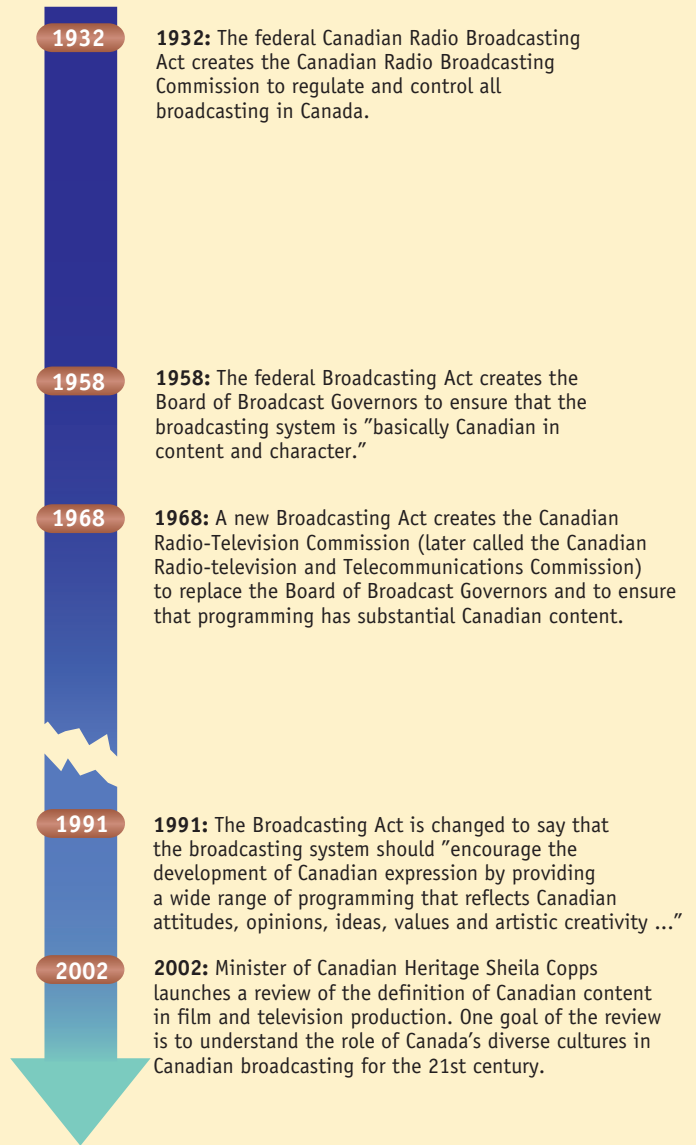 1932
1932: The federal Canadian Radio Broadcasting
Act creates the Canadian Radio Broadcasting
Commission to regulate and control all
broadcasting in Canada.
1958
1958: The federal Broadcasting Act creates the
Board of Broadcast Governors to ensure that the
broadcasting system is ”basically Canadian in
content and character.”
1968
1968: A new Broadcasting Act creates the Canadian
Radio-Television Commission (later called the Canadian
Radio-television and Telecommunications Commission)
to replace the Board of Broadcast Governors and to ensure
that programming has substantial Canadian content.
1991
1991: The Broadcasting Act is changed to say that
the broadcasting system should ”encourage the
development of Canadian expression by providing
a wide range of programming that reflects Canadian
attitudes, opinions, ideas, values and artistic creativity ...”
2002
2002: Minister of Canadian Heritage Sheila Copps
launches a review of the definition of Canadian content
in film and television production. One goal of the review
is to understand the role of Canada’s diverse cultures in
Canadian broadcasting for the 21st century.